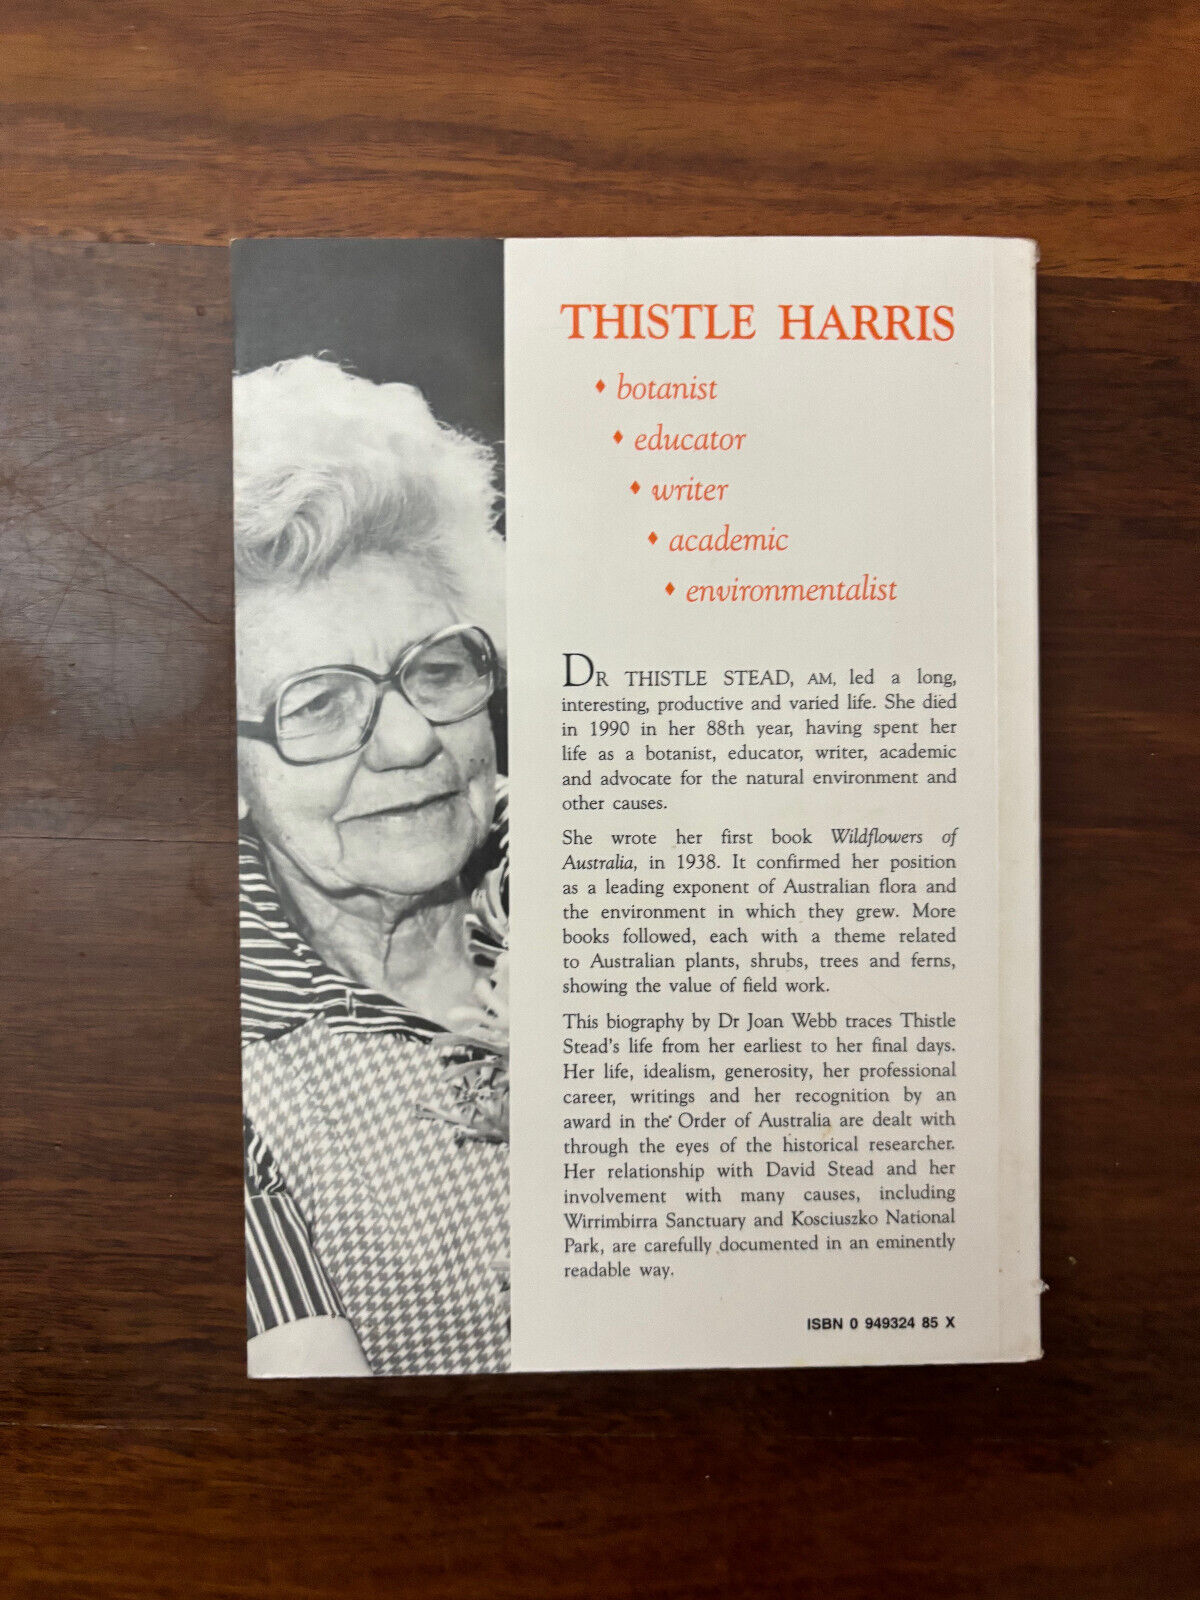 THISTLE HARRIS
♦ botanist
♦ educator
♦ writer
♦ academic
♦ environmentalist
DR THISTLE STEAD, AM, led a long,
interesting, productive and varied life. She died
in 1990 in her 88th year, having spent her
life as a botanist, educator, writer, academic
and advocate for the natural environment and
other causes.
She wrote her first book Wildflowers of
Australia, in 1938. It confirmed her position
as a leading exponent of Australian flora and
the environment in which they grew. More
books followed, each with a theme related
to Australian plants, shrubs, trees and ferns,
showing the value of field work.
This biography by Dr Joan Webb traces Thistle
Stead's life from her earliest to her final days.
Her life, idealism, generosity, her professional
career, writings and her recognition by an
award in the Order of Australia are dealt with
through the eyes of the historical researcher.
Her relationship with David Stead and her
involvement with many causes, including
Wirrimbirra Sanctuary and Kosciuszko National
Park, are carefully documented in an eminently
readable way.
ISBN 0 949324 85 X